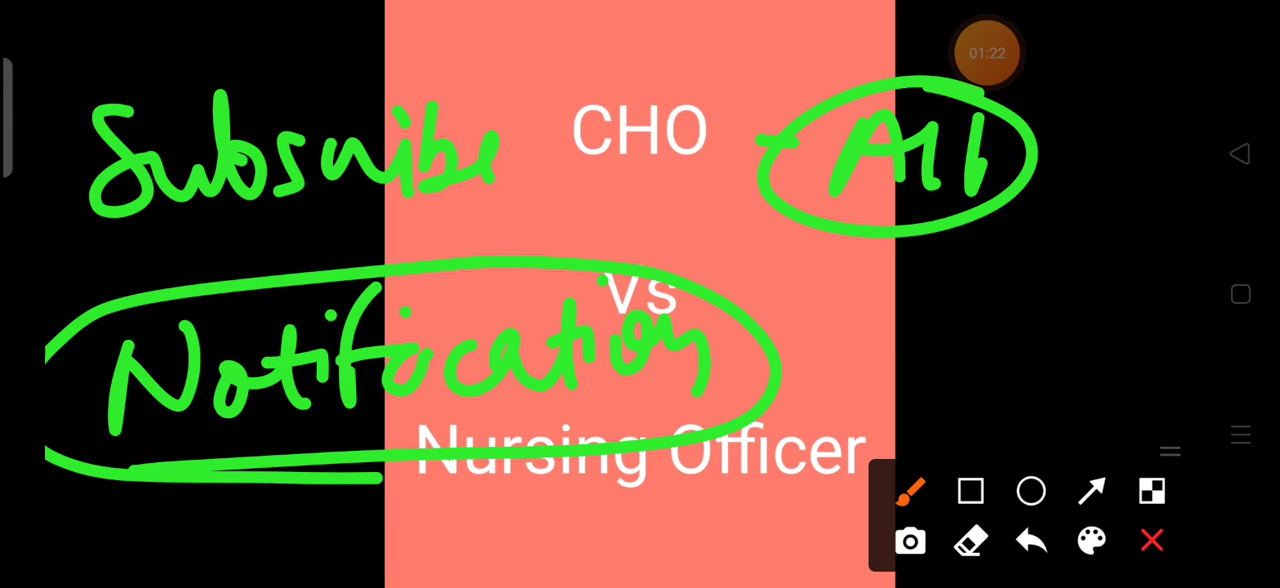 01:22
Subscribe CHO - All
Vs
Notification
Nursing Officer